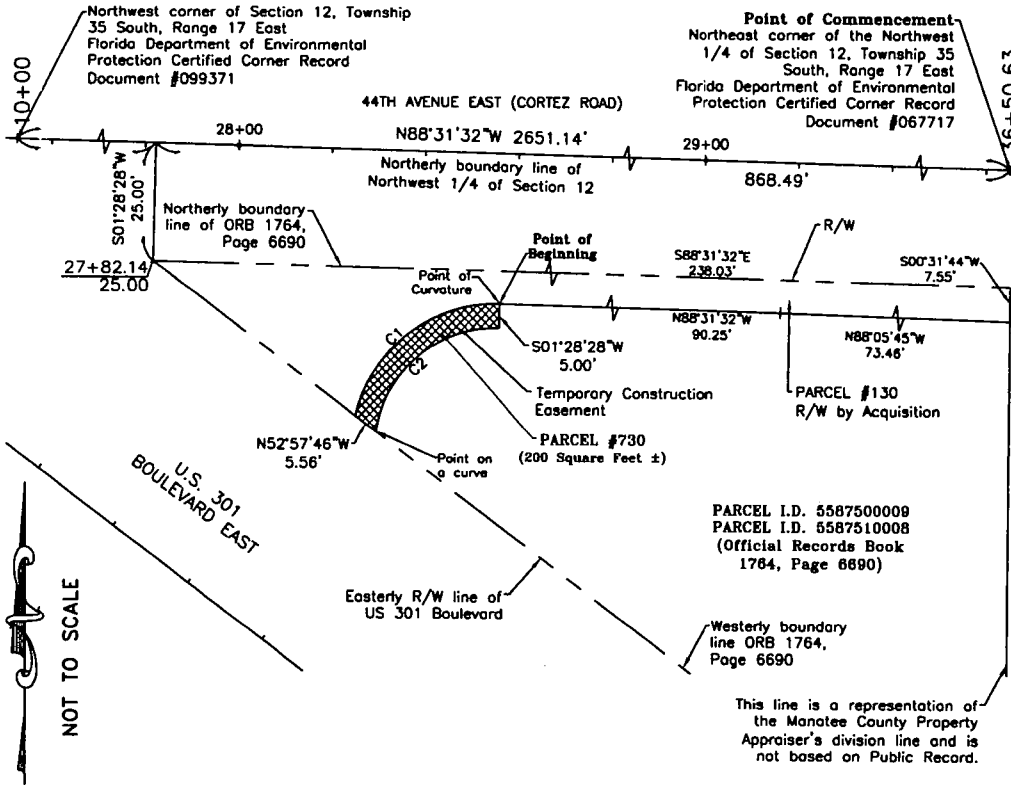 Northwest corner of Section 12, Township
35 South, Range 17 East
Florida Department of Environmental
Protection Certified Corner Record
Document #099371
Point of Commencement
Northeast corner of the Northwest
1/4 of Section 12, Township 35
South, Range 17 East
Florida Department of Environmental
Protection Certified Corner Record
Document #067717
10+00
36+50.63
44TH AVENUE EAST (CORTEZ ROAD)
28+00
N88°31'32"W 2651.14'
29+00
Northerly boundary line of
Northwest 1/4 of Section 12
868.49'
S01°28'28"W
25.00'
Northerly boundary
line of ORB 1764,
Page 6690
R/W
Point of
Beginning
S88°31'32"E
238.03'
S00°31'44"W
7.55'
27+82.14
25.00
Point of
Curvature
N88°31'32"W
90.25'
N88°05'45"W
73.46'
C1
C2
S01°28'28"W
5.00'
Temporary Construction
Easement
PARCEL #130
R/W by Acquisition
PARCEL #730
(200 Square Feet ±)
N52°57'46"W
5.56'
Point on
a curve
U.S. 301
BOULEVARD EAST
PARCEL I.D. 5587500009
PARCEL I.D. 5587510008
(Official Records Book
1764, Page 6690)
Easterly R/W line of
US 301 Boulevard
Westerly boundary
line ORB 1764,
Page 6690
NOT TO SCALE
This line is a representation of
the Manatee County Property
Appraiser's division line and is
not based on Public Record.